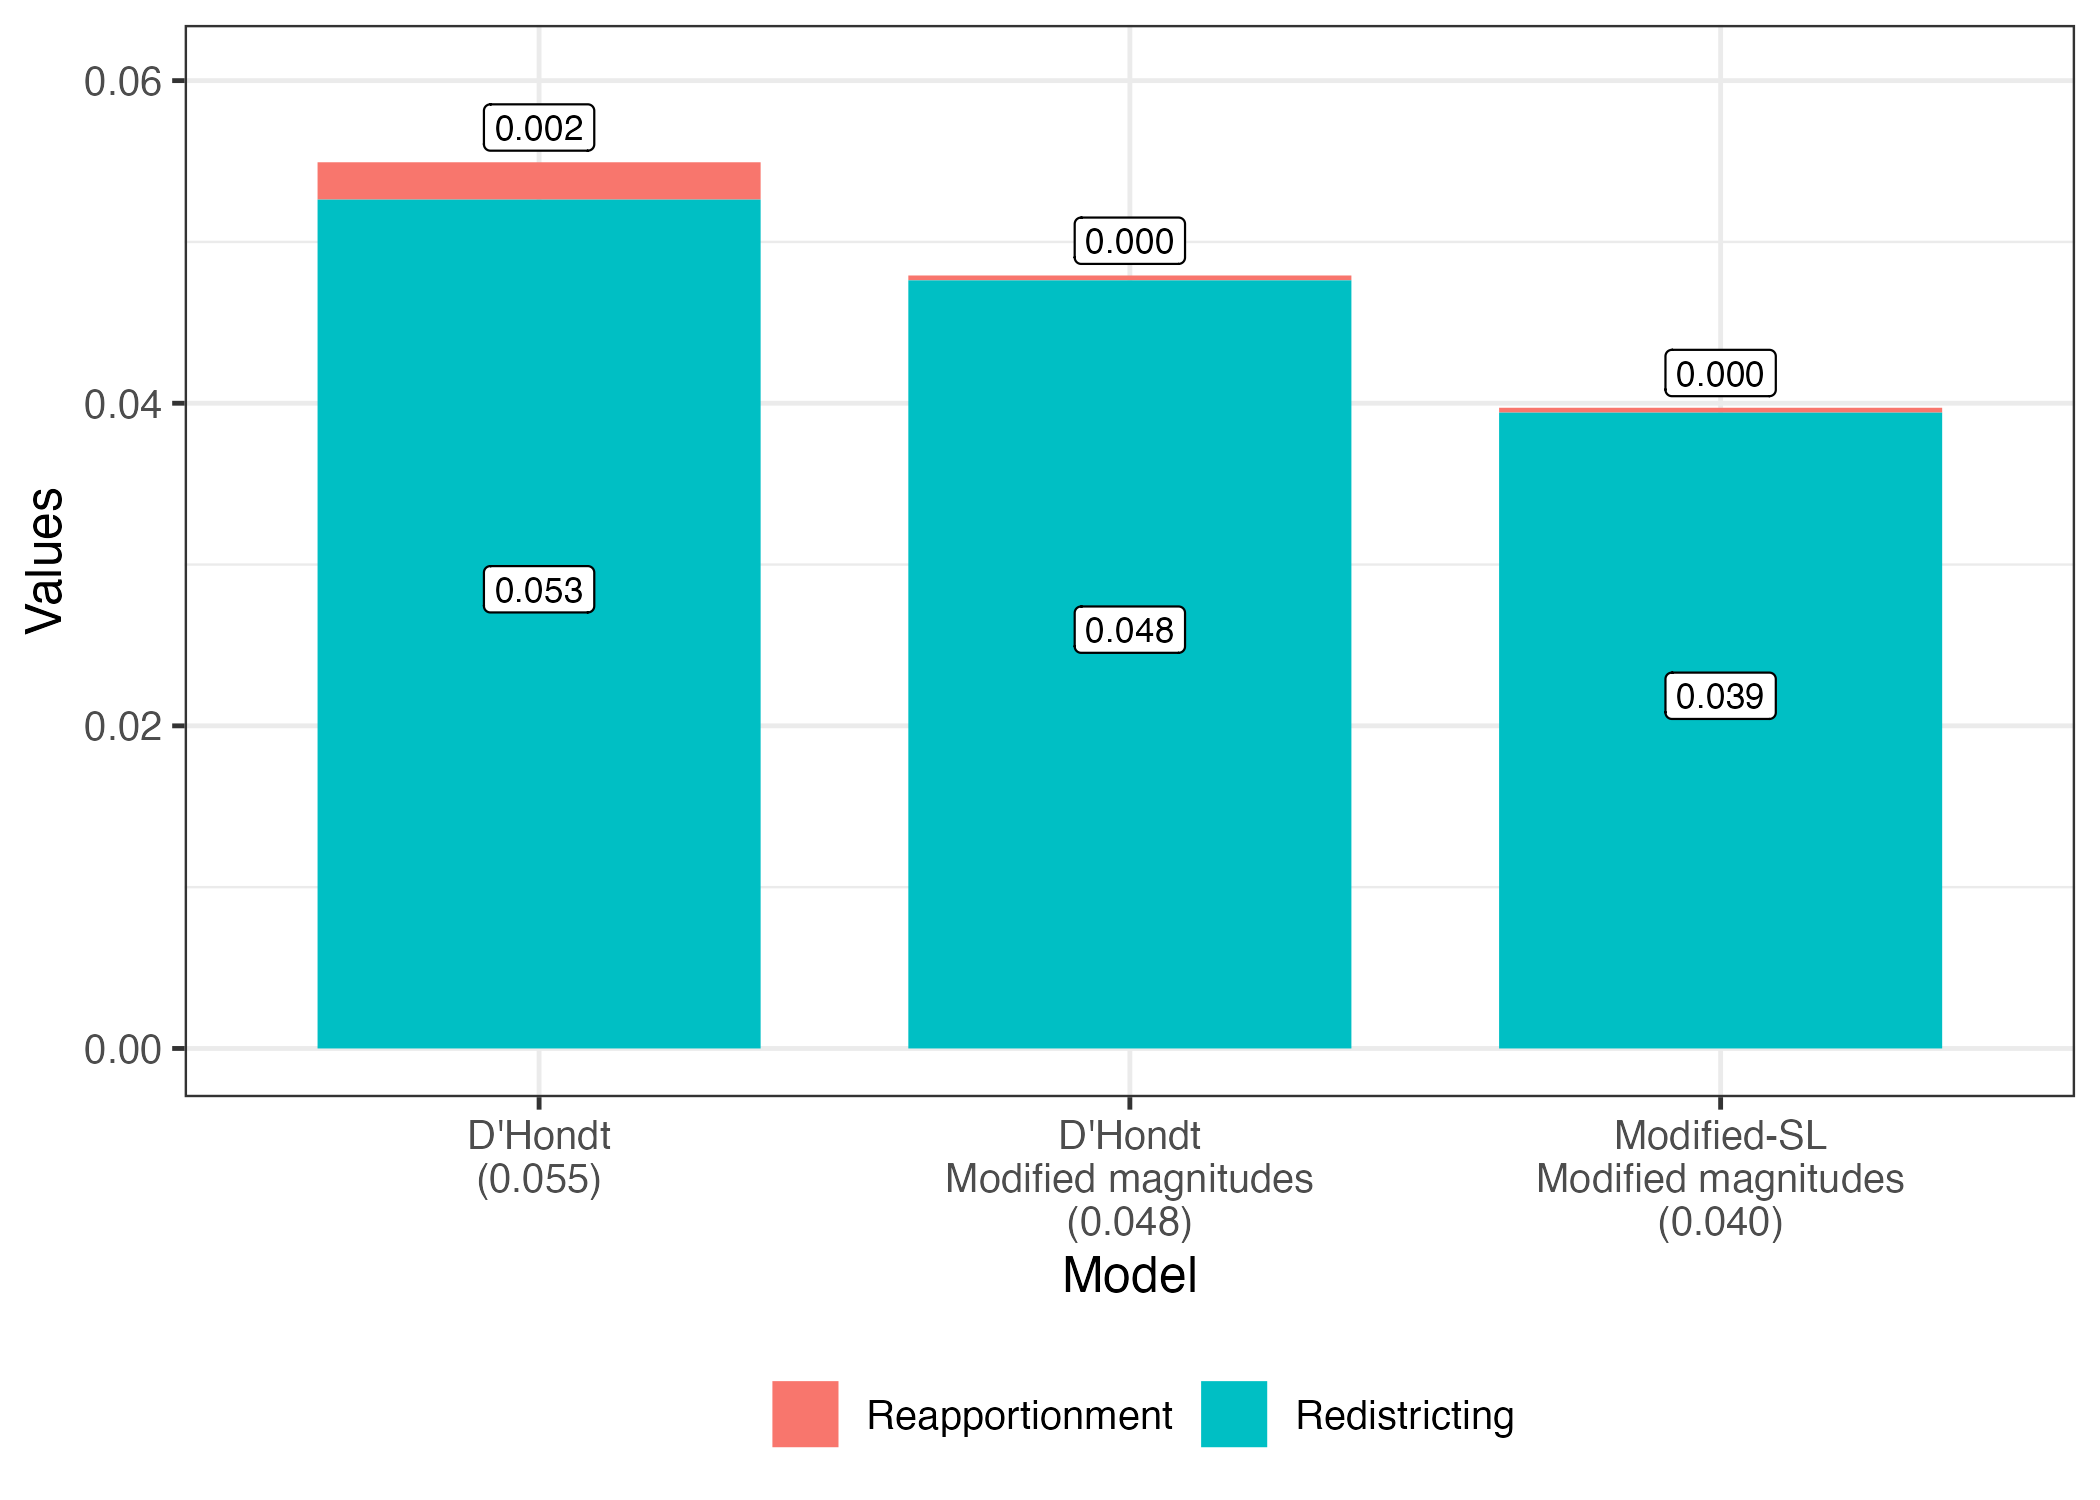 0.06
0.04
0.02
0.00
Values
0.002
0.053
0.000
0.048
0.000
0.039
D'Hondt
(0.055)
D'Hondt
Modified magnitudes
(0.048)
Modified-SL
Modified magnitudes
(0.040)
Model
Reapportionment
Redistricting